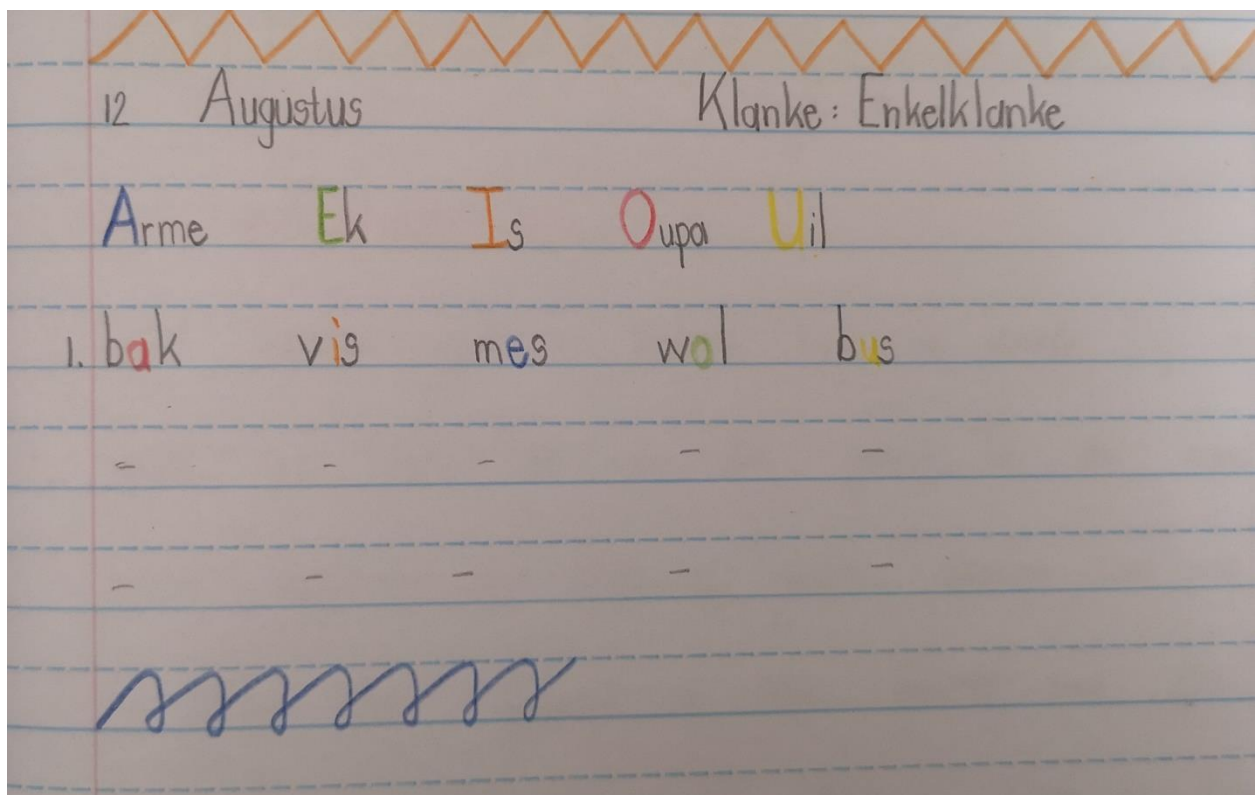 12 Augustus Klanke: Enkelklanke
Arme Ek Is Oupa Uil
1. bak vis mes wol bus
- - - - -
- - - - -